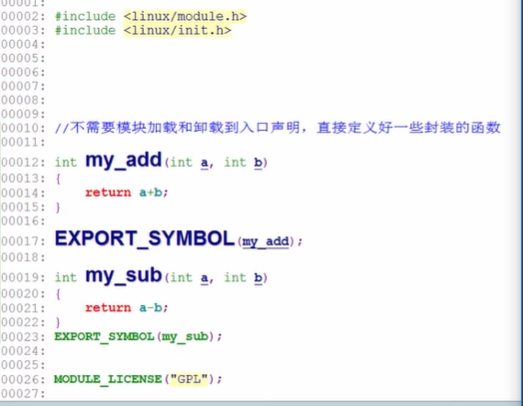 00001:
00002: #include <linux/module.h>
00003: #include <linux/init.h>
00004:
00005:
00006:
00007:
00008:
00009:
00010: //不需要模块加载和卸载到入口声明，直接定义好一些封装的函数
00011:
00012: int my_add(int a, int b)
00013: {
00014:     return a+b;
00015: }
00016:
00017: EXPORT_SYMBOL(my_add);
00018:
00019: int my_sub(int a, int b)
00020: {
00021:     return a-b;
00022: }
00023: EXPORT_SYMBOL(my_sub);
00024:
00025:
00026: MODULE_LICENSE("GPL");
00027: